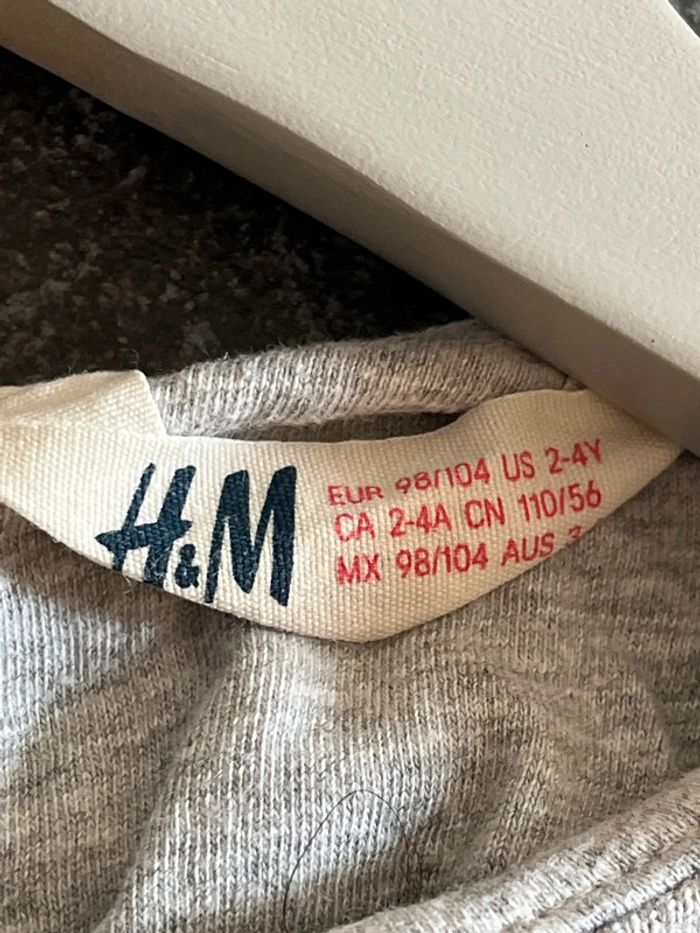 H&M
EUR 98/104 US 2-4Y
CA 2-4A CN 110/56
MX 98/104 AUS